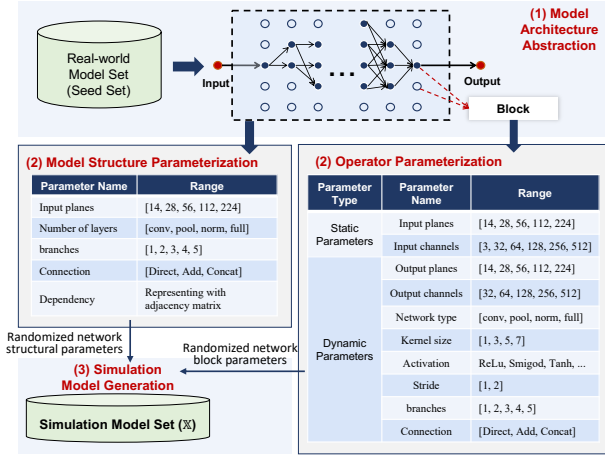 (1) Model
Architecture
Abstraction
Real-world
Model Set
(Seed Set)
Input
...
Output
Block
(2) Model Structure Parameterization
Parameter Name Range
Input planes [14, 28, 56, 112, 224]
Number of layers [conv, pool, norm, full]
branches [1, 2, 3, 4, 5]
Connection [Direct, Add, Concat]
Dependency Representing with
adjacency matrix
(2) Operator Parameterization
Parameter
Type Parameter
Name Range
Static
Parameters Input planes [14, 28, 56, 112, 224]
Input channels [3, 32, 64, 128, 256, 512]
Dynamic
Parameters Output planes [14, 28, 56, 112, 224]
Output channels [32, 64, 128, 256, 512]
Network type [conv, pool, norm, full]
Kernel size [1, 3, 5, 7]
Activation ReLu, Smigod, Tanh, ...
Stride [1, 2]
branches [1, 2, 3, 4, 5]
Connection [Direct, Add, Concat]
Randomized network
structural parameters
Randomized network
block parameters
(3) Simulation
Model Generation
Simulation Model Set (𝕏)